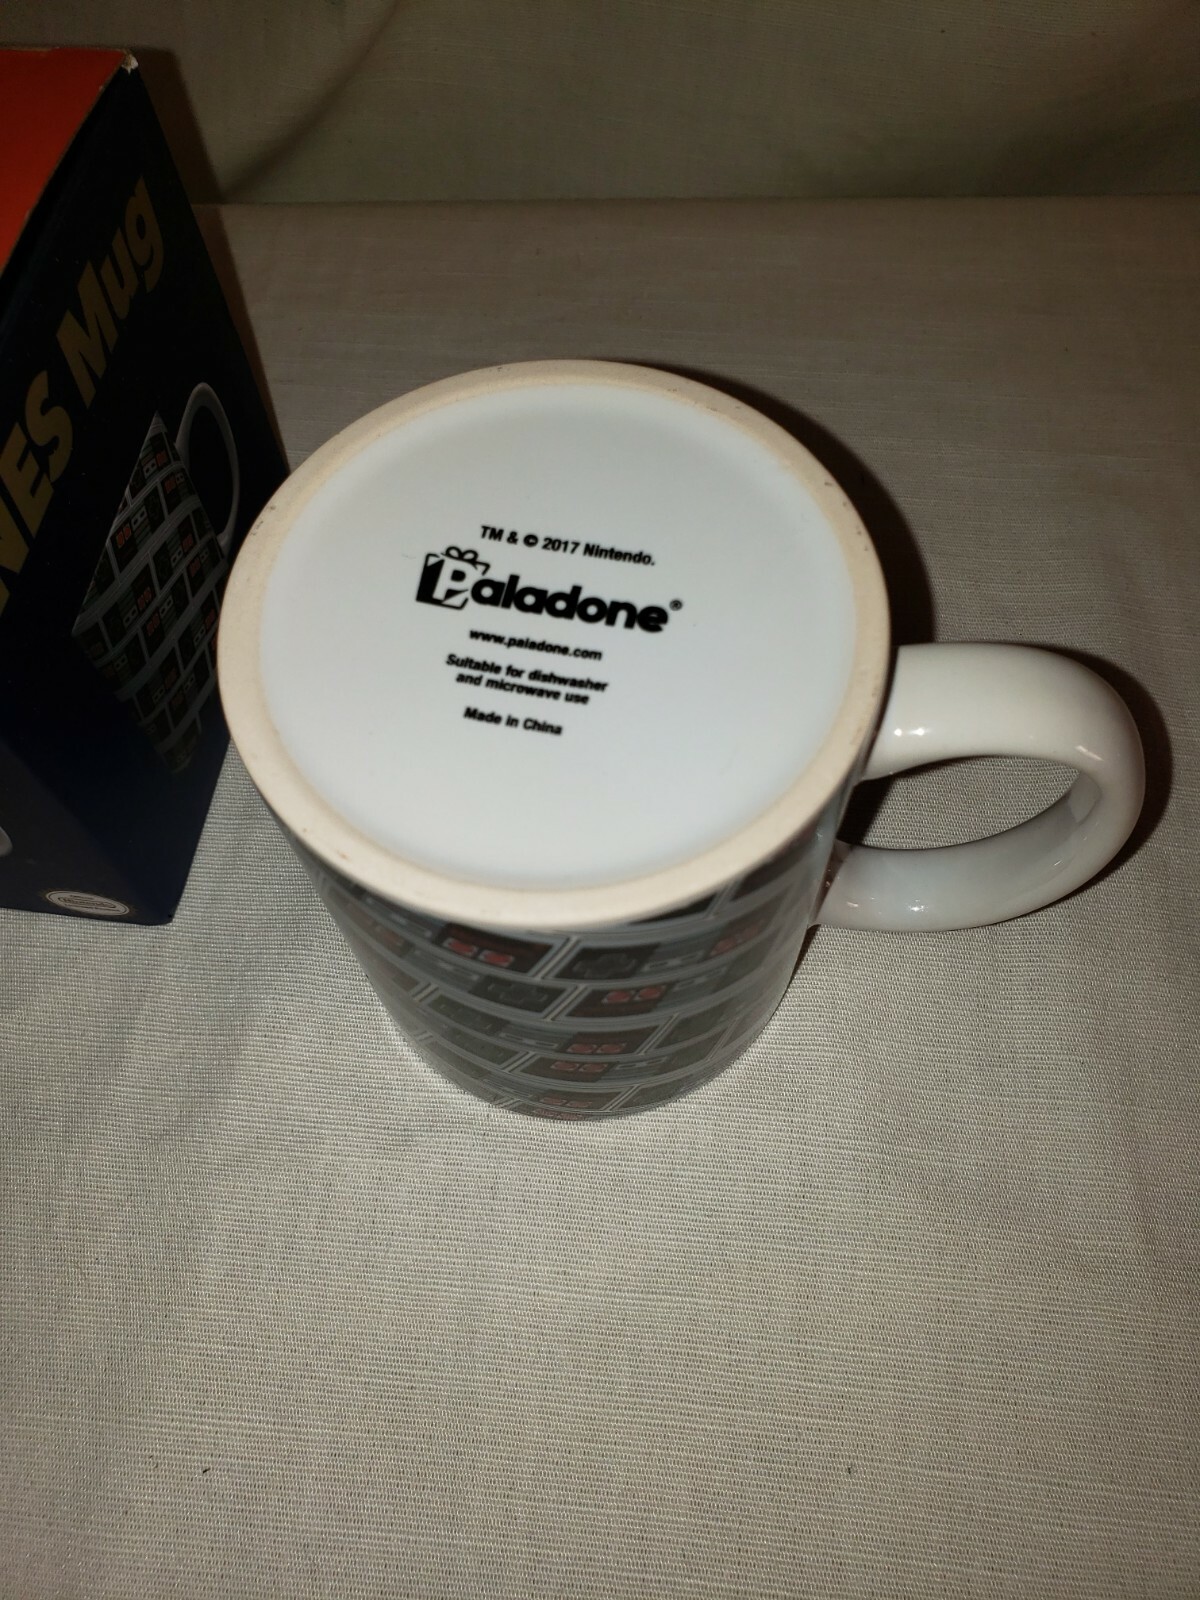 NES Mug
TM & © 2017 Nintendo.
Paladone®
www.paladone.com
Suitable for dishwasher
and microwave use
Made in China